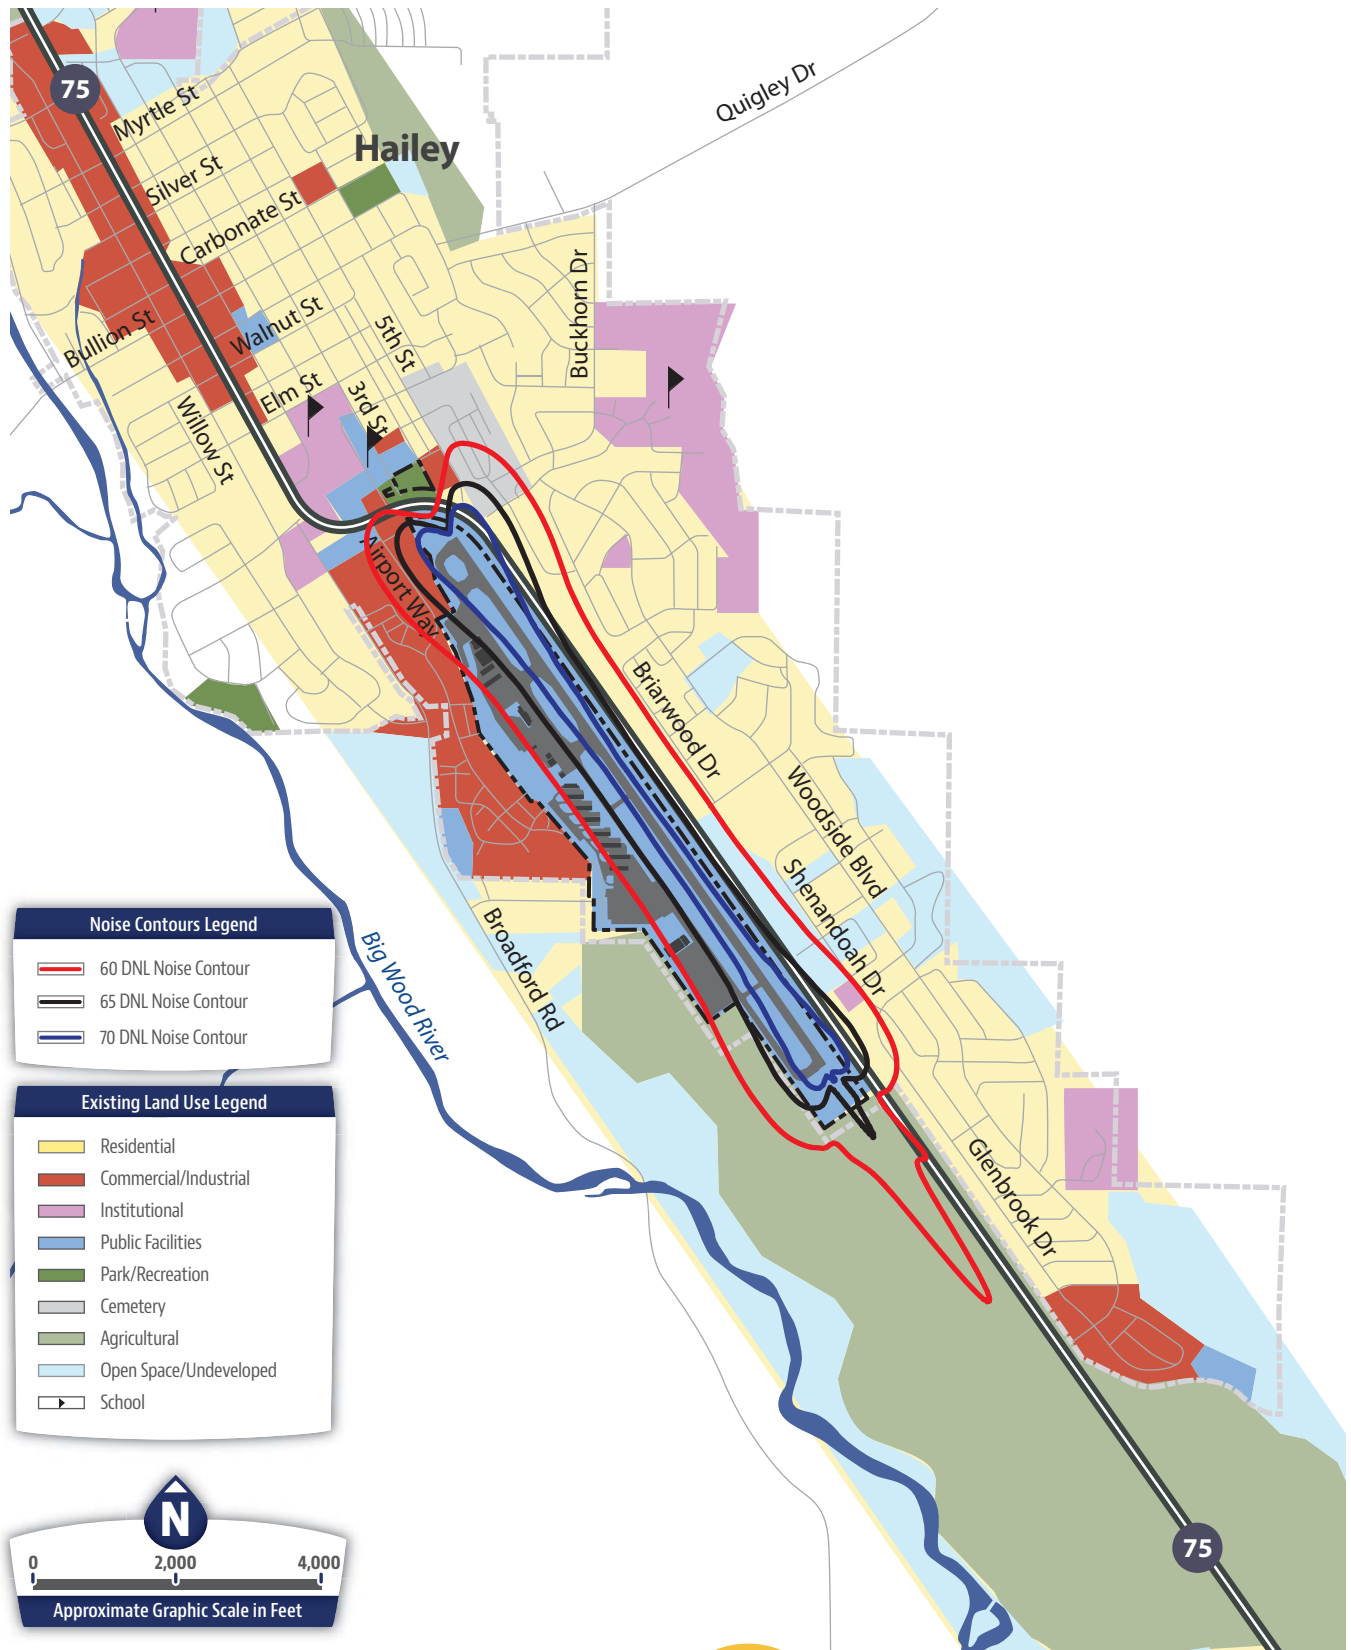 75
Myrtle St
Silver St
Carbonate St
Hailey
Quigley Dr
Bullion St
Walnut St
5th St
Buckhorn Dr
Willow St
Elm St
3rd St
Airport Way
Briarwood Dr
Woodside Blvd
Shenandoah Dr
Broadford Rd
Big Wood River
Glenbrook Dr
75
Noise Contours Legend
60 DNL Noise Contour
65 DNL Noise Contour
70 DNL Noise Contour
Existing Land Use Legend
Residential
Commercial/Industrial
Institutional
Public Facilities
Park/Recreation
Cemetery
Agricultural
Open Space/Undeveloped
School
N
0 2,000 4,000
Approximate Graphic Scale in Feet